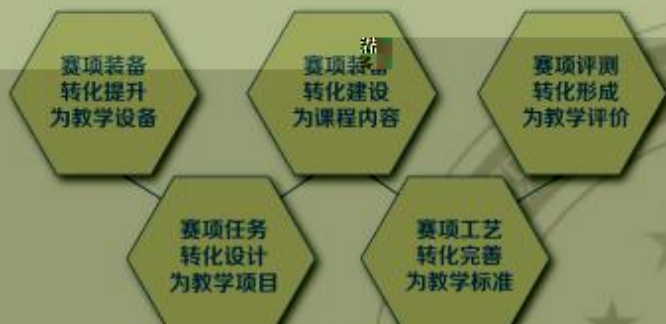 赛项装备
转化提升
为教学设备
赛项装
转化建设
为课程内容
赛项评测
转化形成
为教学评价
赛项任务
转化设计
为教学项目
赛项工艺
转化完善
为教学标准